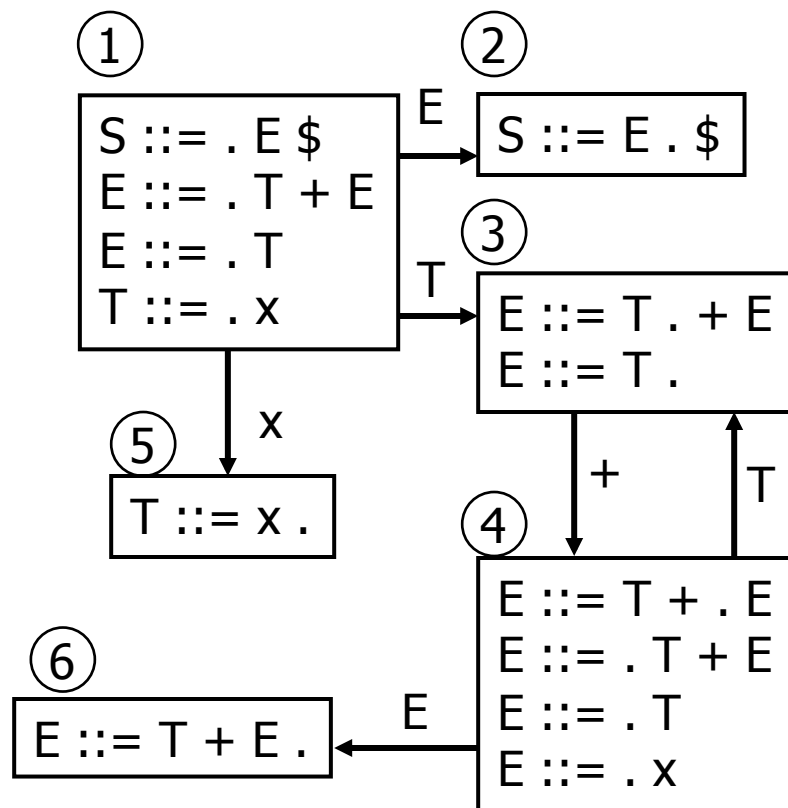 1
S ::= . E $
E ::= . T + E
E ::= . T
T ::= . x
E
2
S ::= E . $
T
3
E ::= T . + E
E ::= T .
x
5
T ::= x .
+
T
4
E ::= T + . E
E ::= . T + E
E ::= . T
E ::= . x
E
6
E ::= T + E .